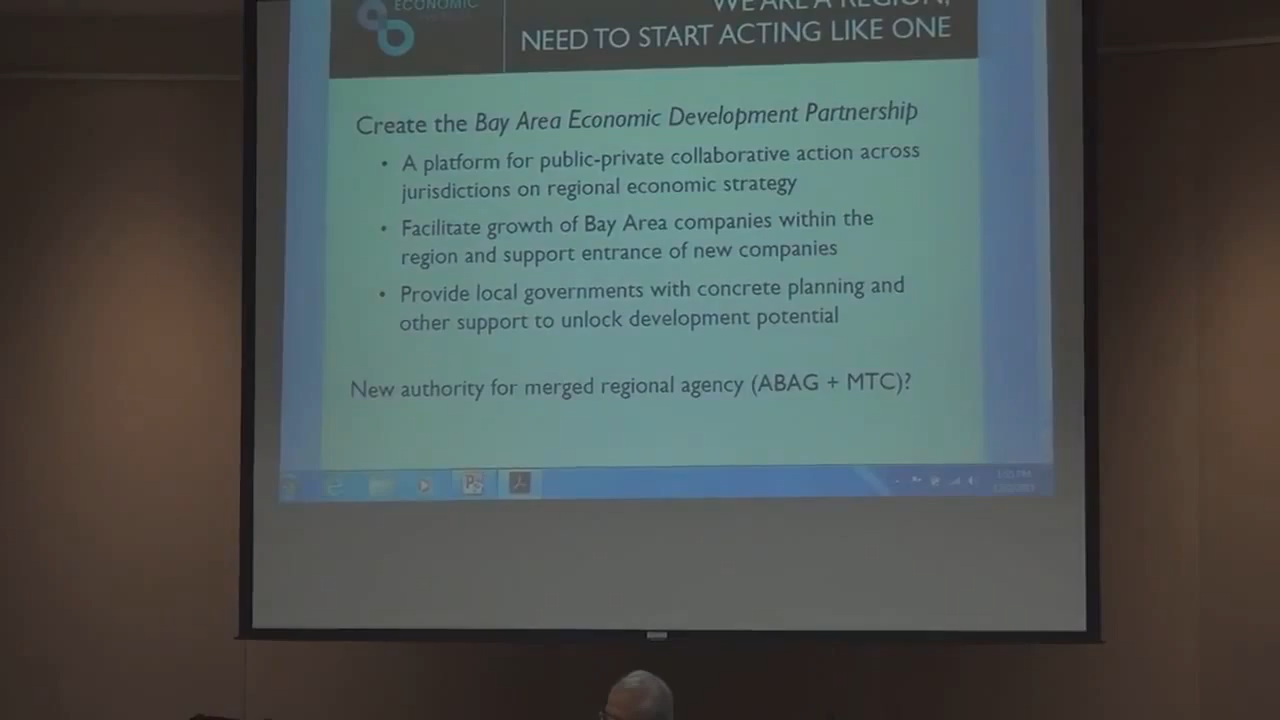 ECONOMIC
WE ARE A REGION,
NEED TO START ACTING LIKE ONE
Create the Bay Area Economic Development Partnership
• A platform for public-private collaborative action across
jurisdictions on regional economic strategy
• Facilitate growth of Bay Area companies within the
region and support entrance of new companies
• Provide local governments with concrete planning and
other support to unlock development potential
New authority for merged regional agency (ABAG + MTC)?